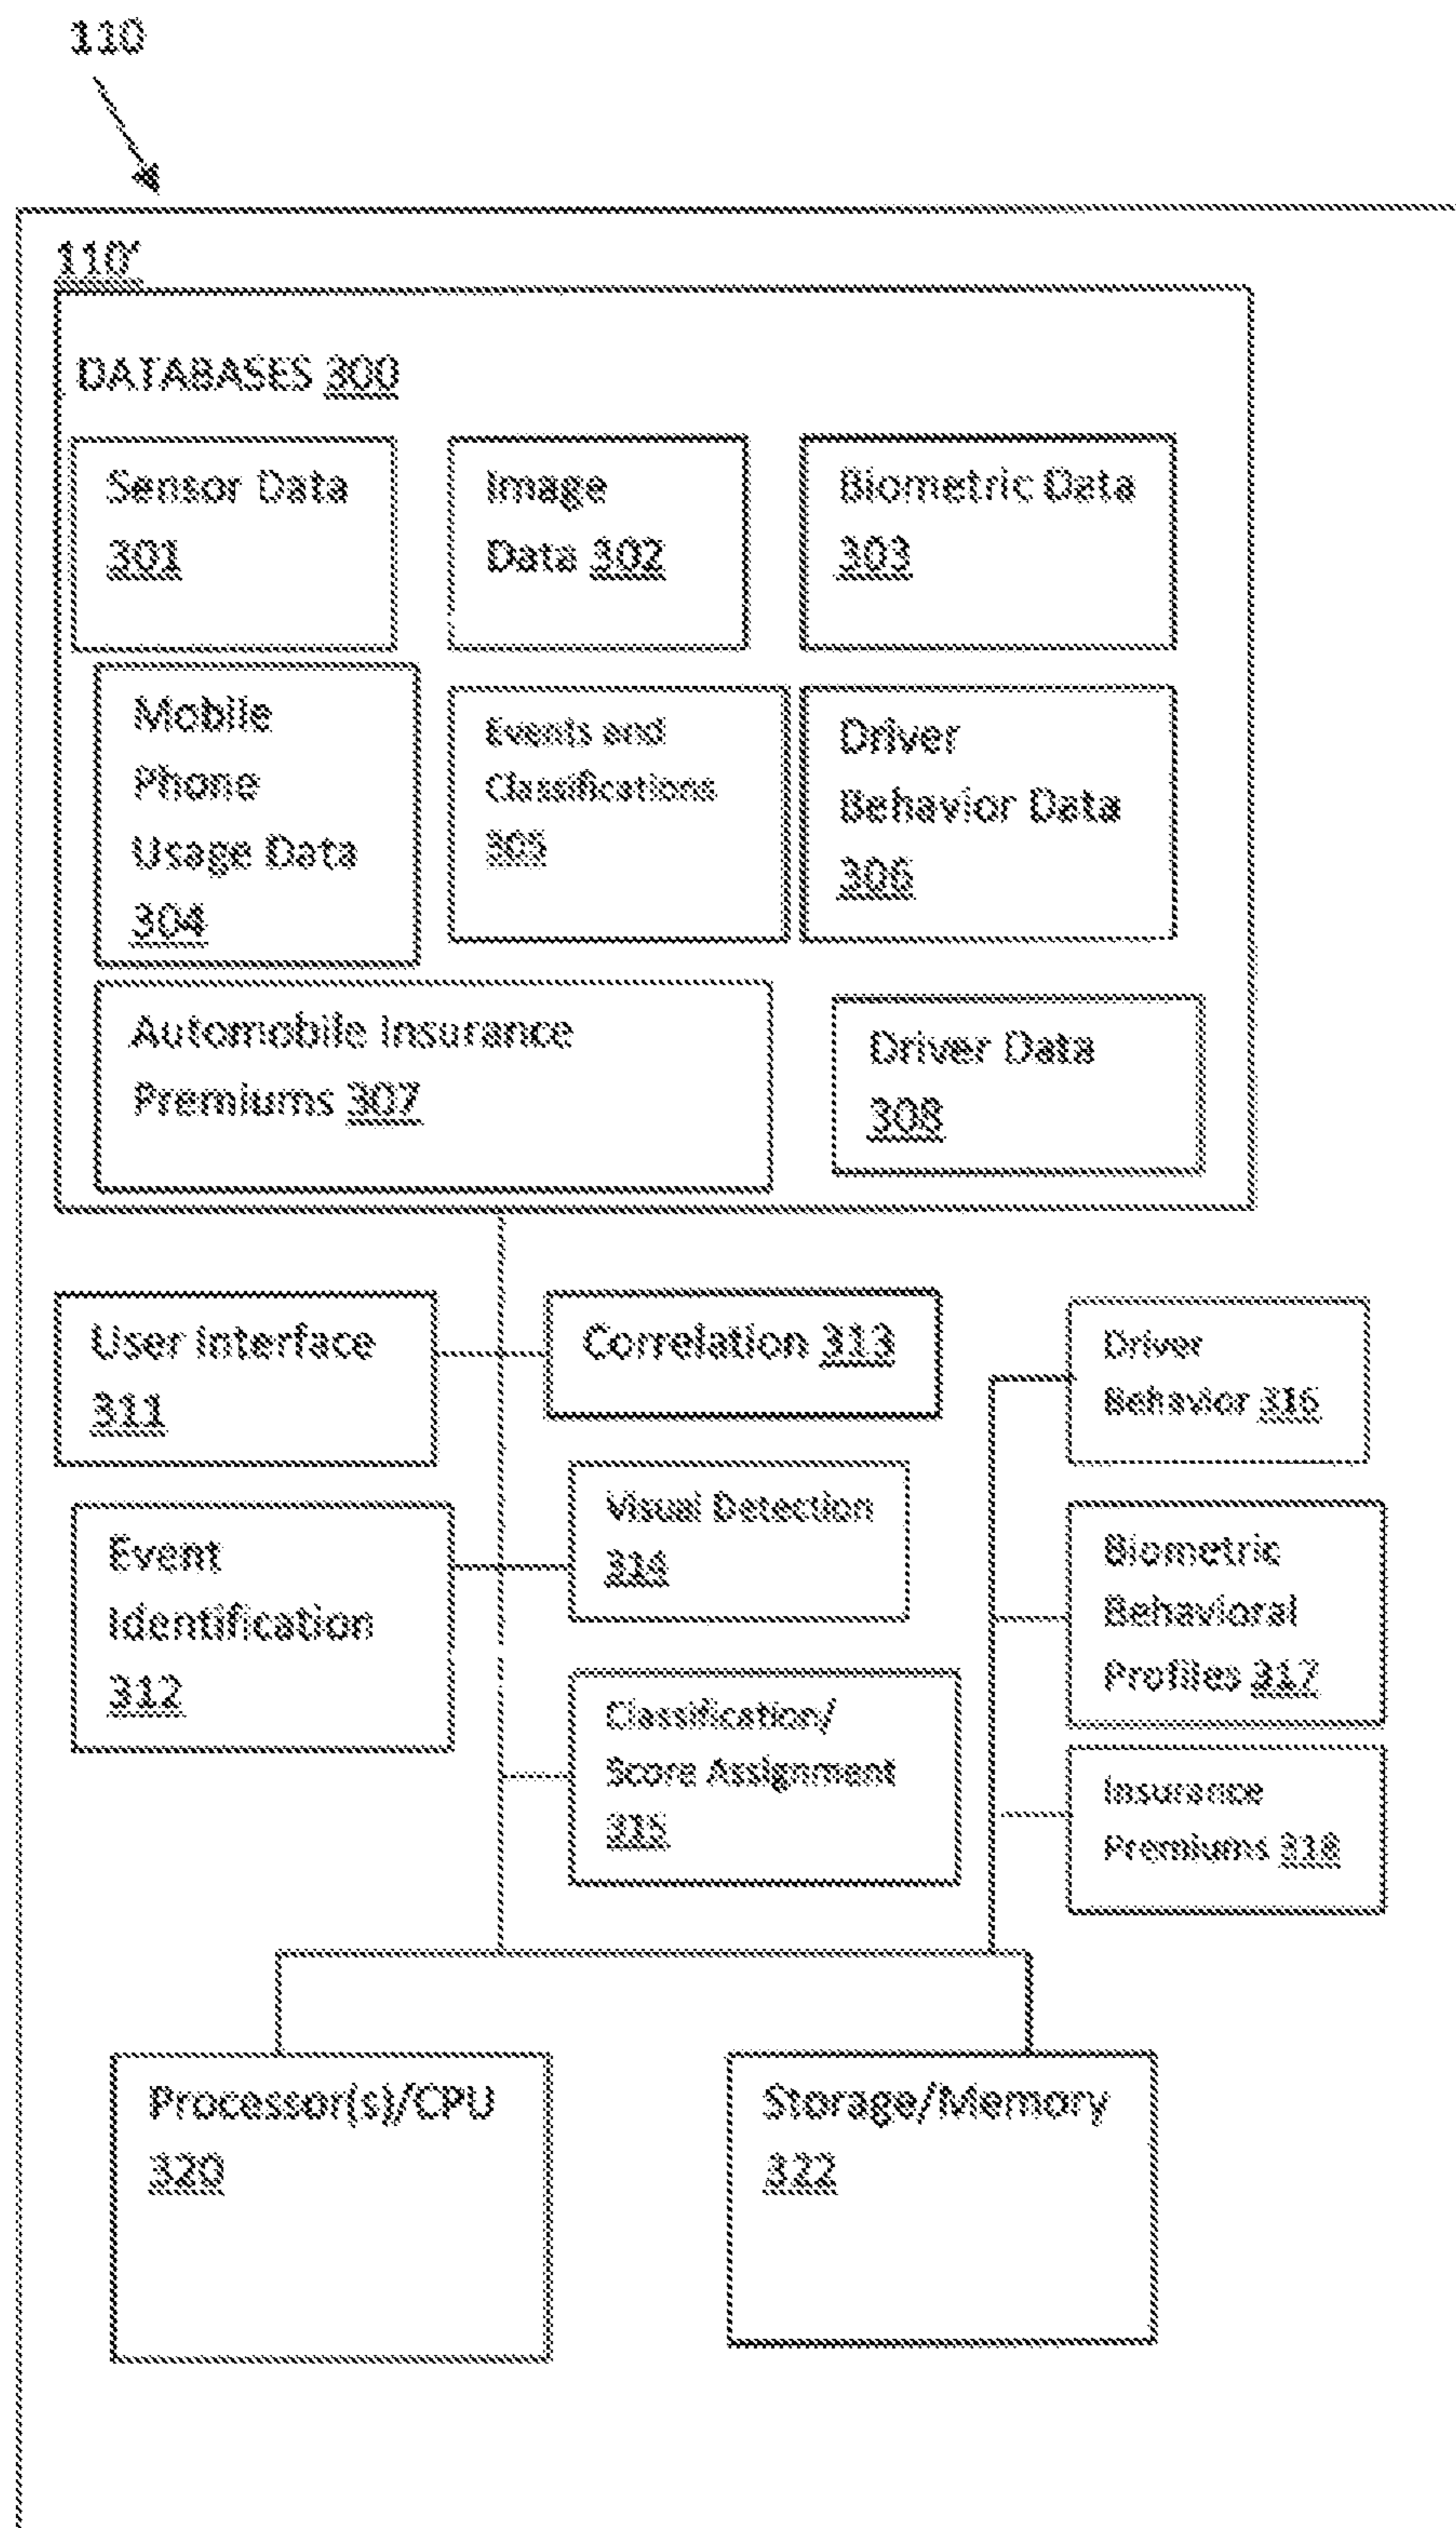 110
110'
DATABASES 300
Sensor Data
301
Image
Data 302
Biometric Data
303
Mobile
Phone
Usage Data
304
Events and
Classifications
305
Driver
Behavior Data
306
Automobile Insurance
Premiums 307
Driver Data
308
User Interface
311
Correlation 313
Driver
Behavior 316
Event
Identification
312
Visual Detection
314
Biometric
Behavioral
Profiles 317
Classification/
Score Assignment
315
Insurance
Premiums 318
Processor(s)/CPU
320
Storage/Memory
322